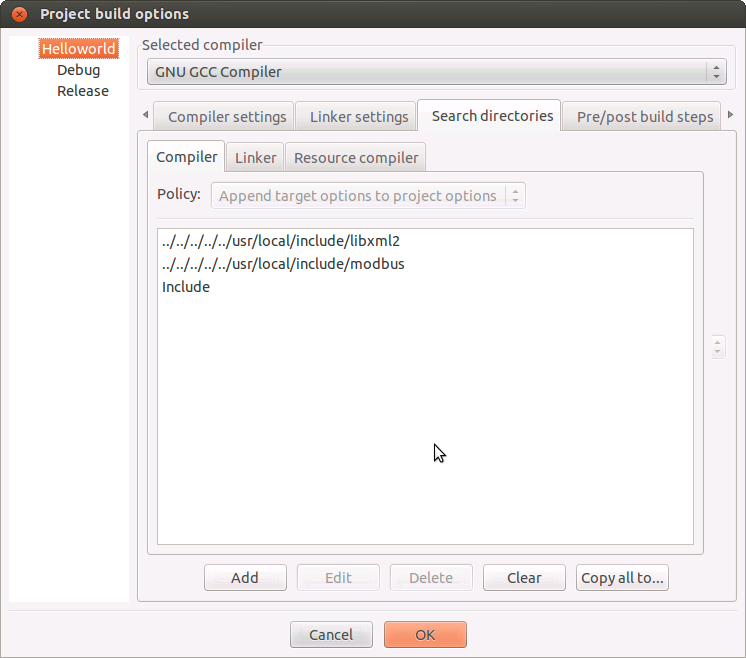 Project build options
Helloworld
Debug
Release
Selected compiler
GNU GCC Compiler
Compiler settings
Linker settings
Search directories
Pre/post build steps
Compiler
Linker
Resource compiler
Policy:
Append target options to project options
../../../../../usr/local/include/libxml2
../../../../../usr/local/include/modbus
Include
Add
Edit
Delete
Clear
Copy all to...
Cancel
OK